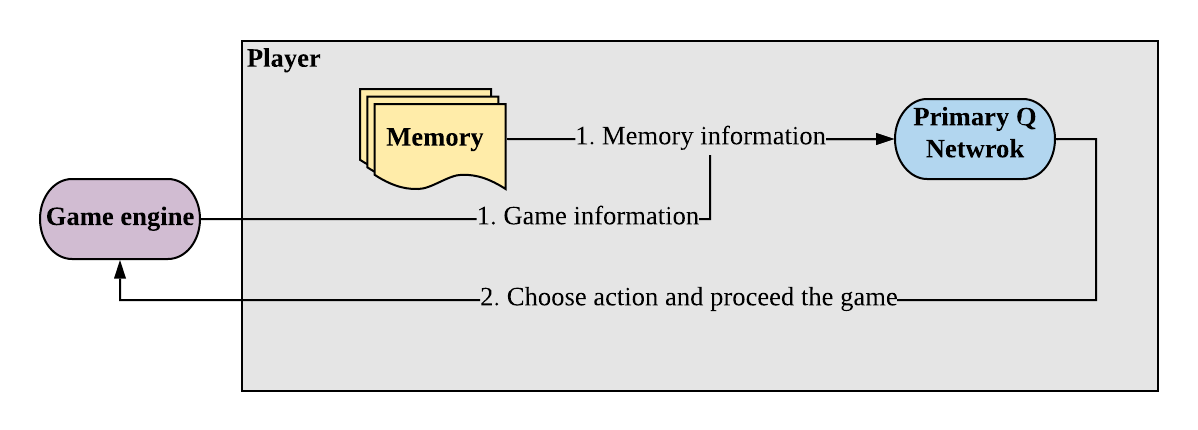 Player
Memory
1. Memory information
Primary Q
Netwrok
Game engine
1. Game information
2. Choose action and proceed the game